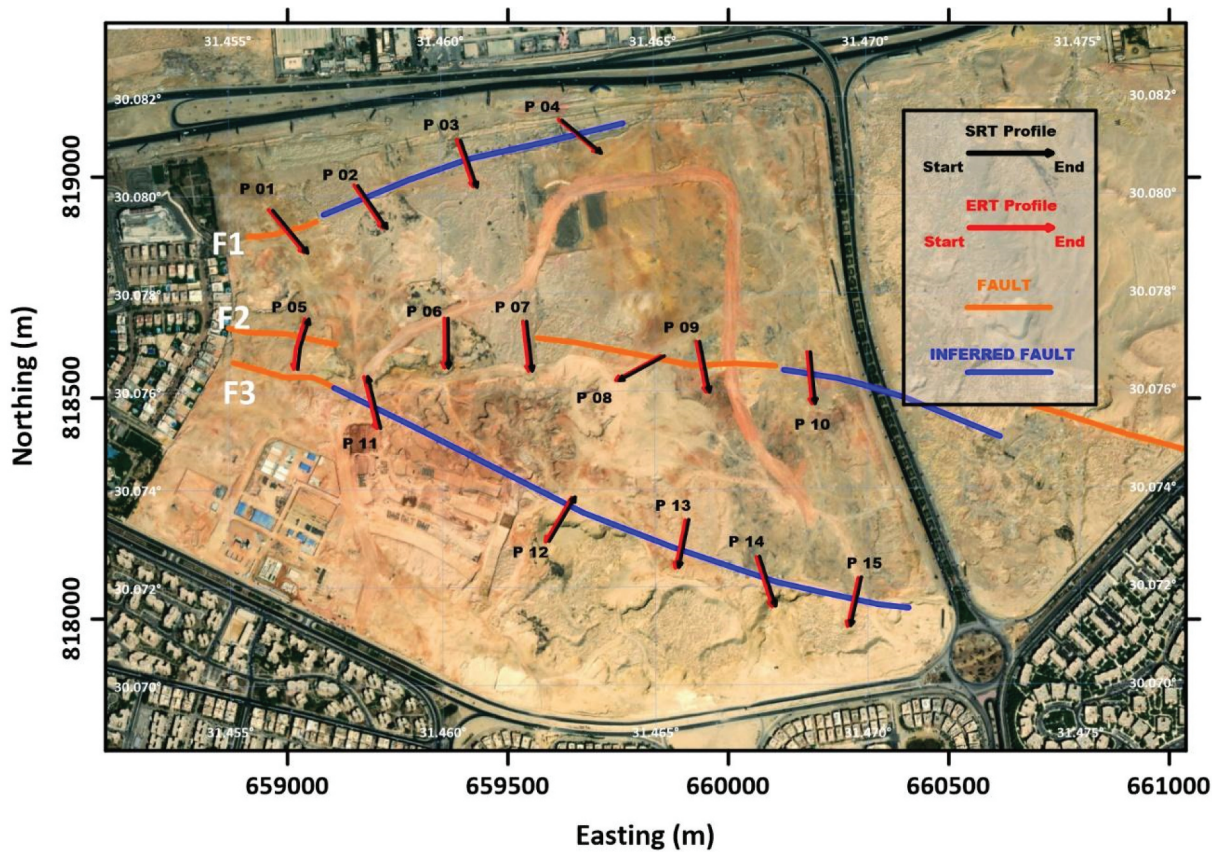 31.455° 31.460° 31.465° 31.470° 31.475°
30.082° 30.082°
P 04
P 03
SRT Profile
Start End
819000
P 02
P 01
30.080° 30.080°
ERT Profile
Start End
F1
30.078° 30.078°
FAULT
P 05 P 06 P 07
F2
P 09
INFERRED FAULT
F3
P 08
30.076° 30.076°
818500
P 10
P 11
Northing (m)
30.074° 30.074°
P 13
P 12 P 14 P 15
30.072° 30.072°
818000
30.070° 30.070°
31.455° 31.460° 31.465° 31.470° 31.475°
659000 659500 660000 660500 661000
Easting (m)